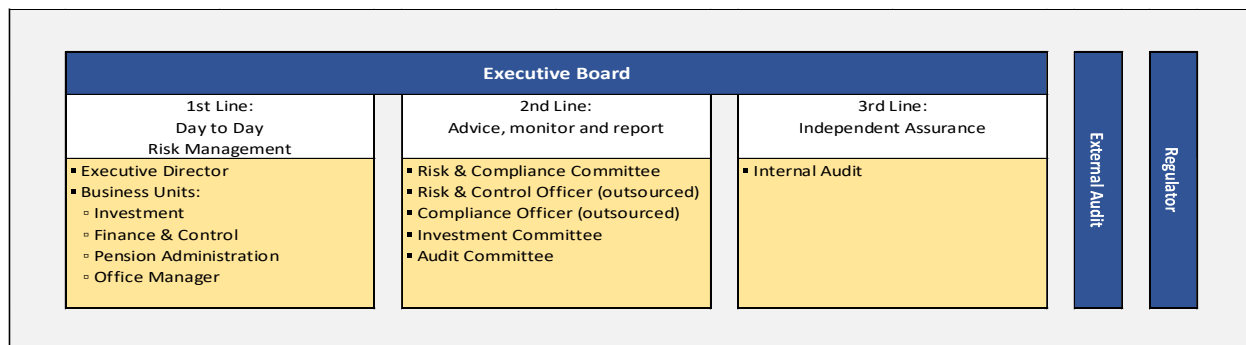 Executive Board
1st Line:
Day to Day
Risk Management
▪ Executive Director
▪ Business Units:
▫ Investment
▫ Finance & Control
▫ Pension Administration
▫ Office Manager
2nd Line:
Advice, monitor and report
▪ Risk & Compliance Committee
▪ Risk & Control Officer (outsourced)
▪ Compliance Officer (outsourced)
▪ Investment Committee
▪ Audit Committee
3rd Line:
Independent Assurance
▪ Internal Audit
External Audit
Regulator